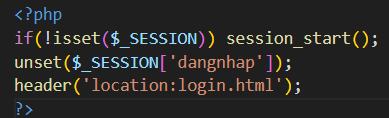 <?php
if(!isset($_SESSION)) session_start();
unset($_SESSION['dangnhap']);
header('location:login.html');
?>